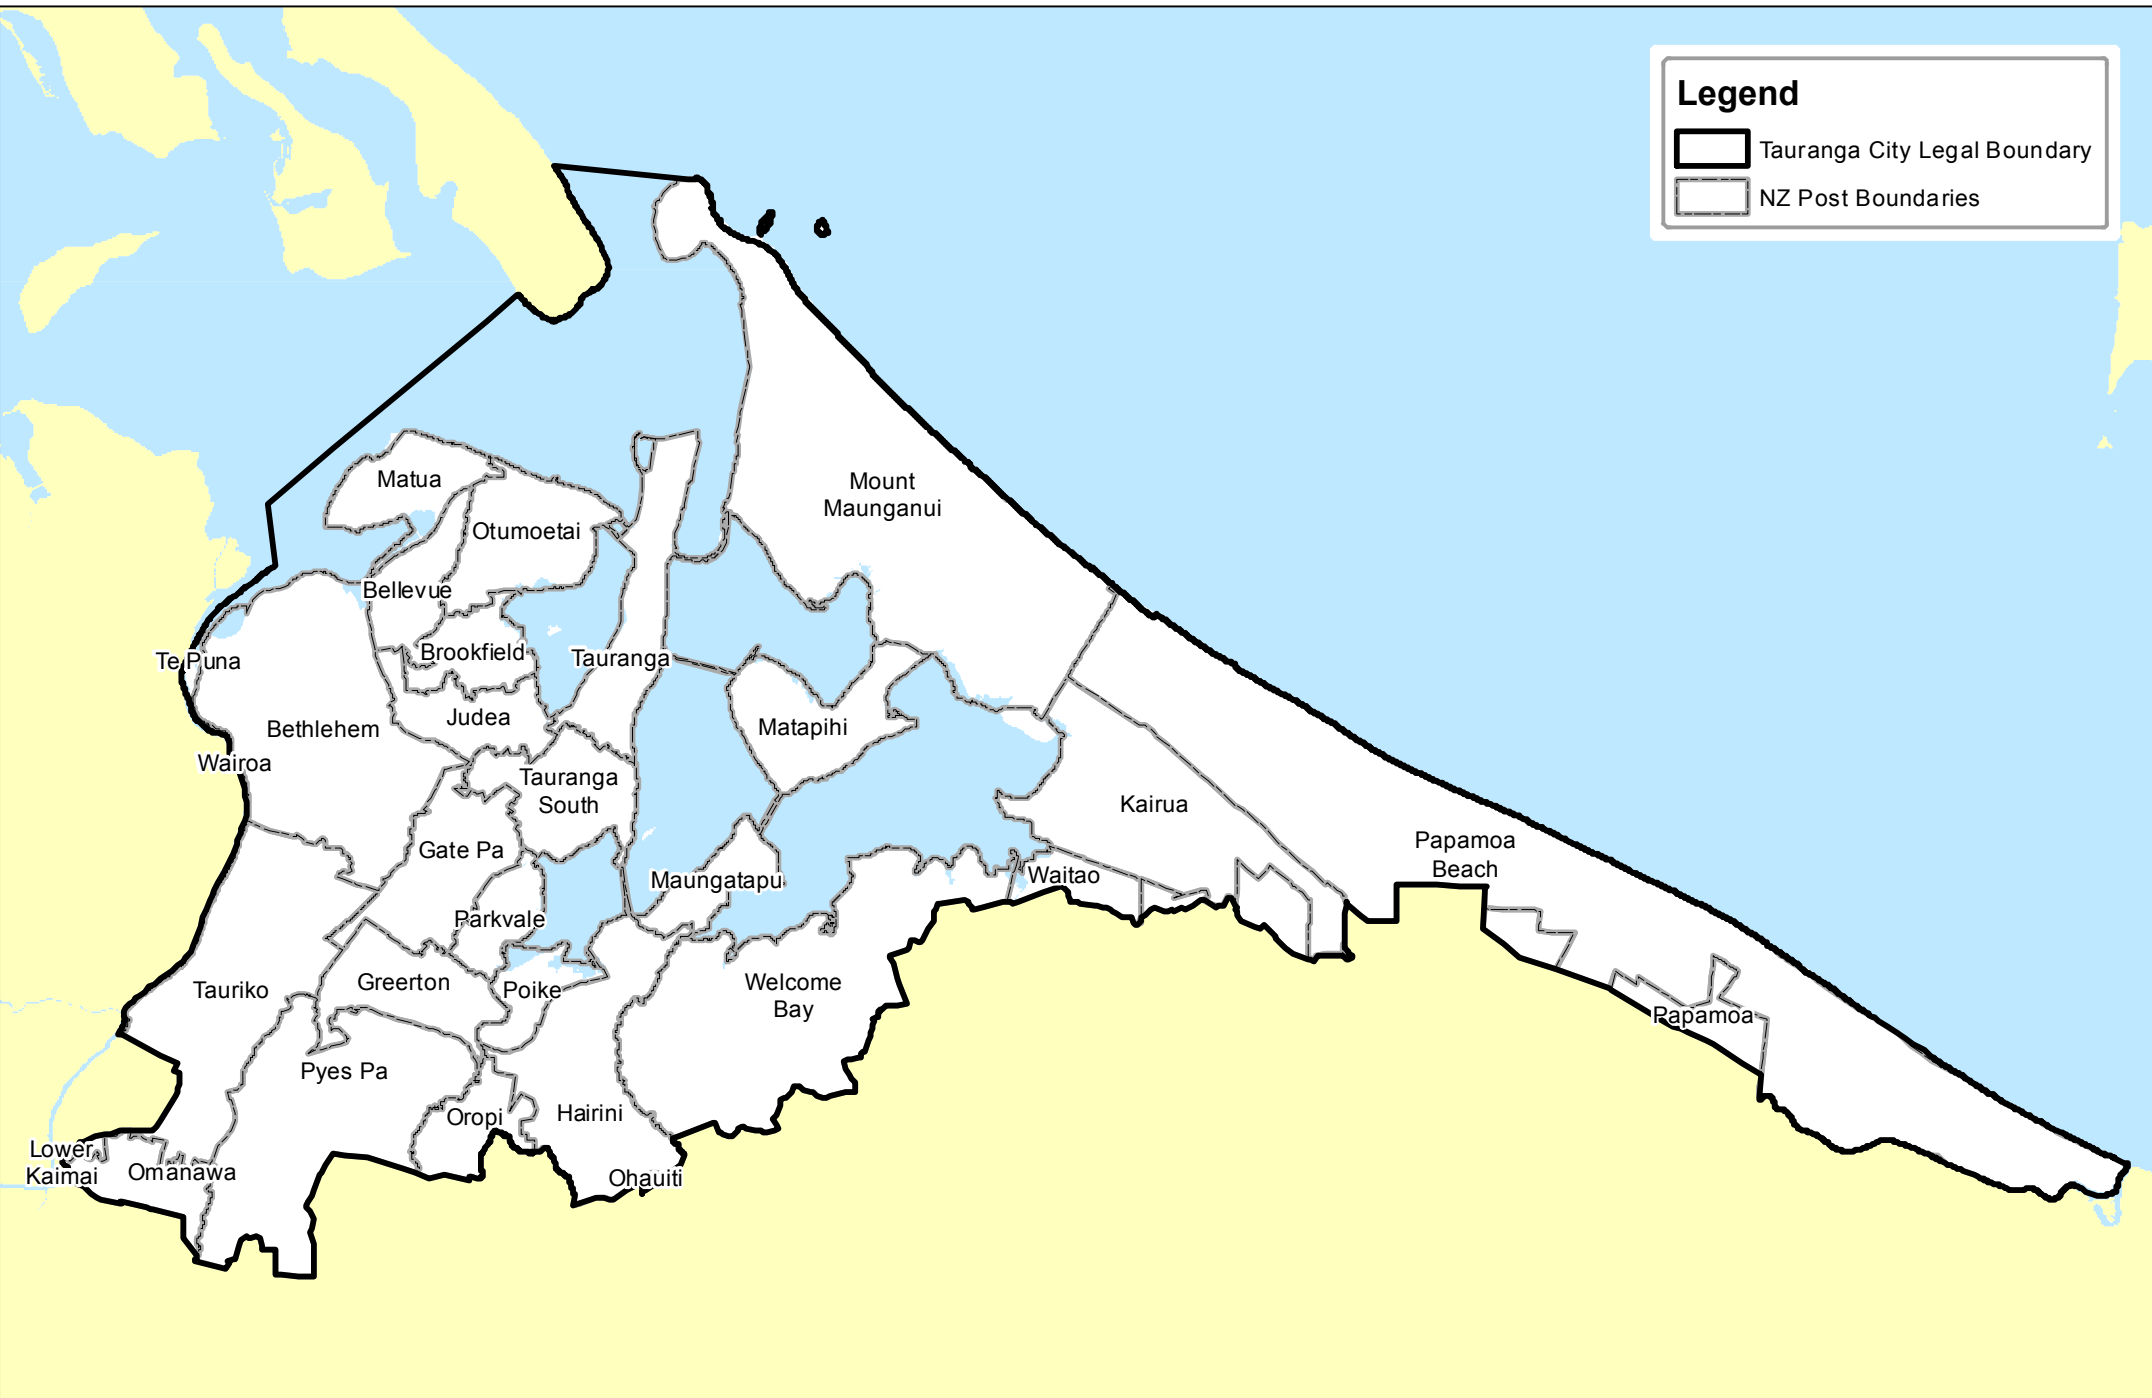 Legend
Tauranga City Legal Boundary
NZ Post Boundaries
Matua
Mount
Maunganui
Otumoetai
Bellevue
Brookfield
Tauranga
Te Puna
Judea
Matapihi
Bethlehem
Wairoa
Tauranga
South
Kairua
Gate Pa
Papamoa
Beach
Maungatapu
Waitao
Parkvale
Greerton
Poike
Welcome
Bay
Tauriko
Papamoa
Pyes Pa
Oropi
Hairini
Lower
Kaimai
Omanawa
Ohauiti